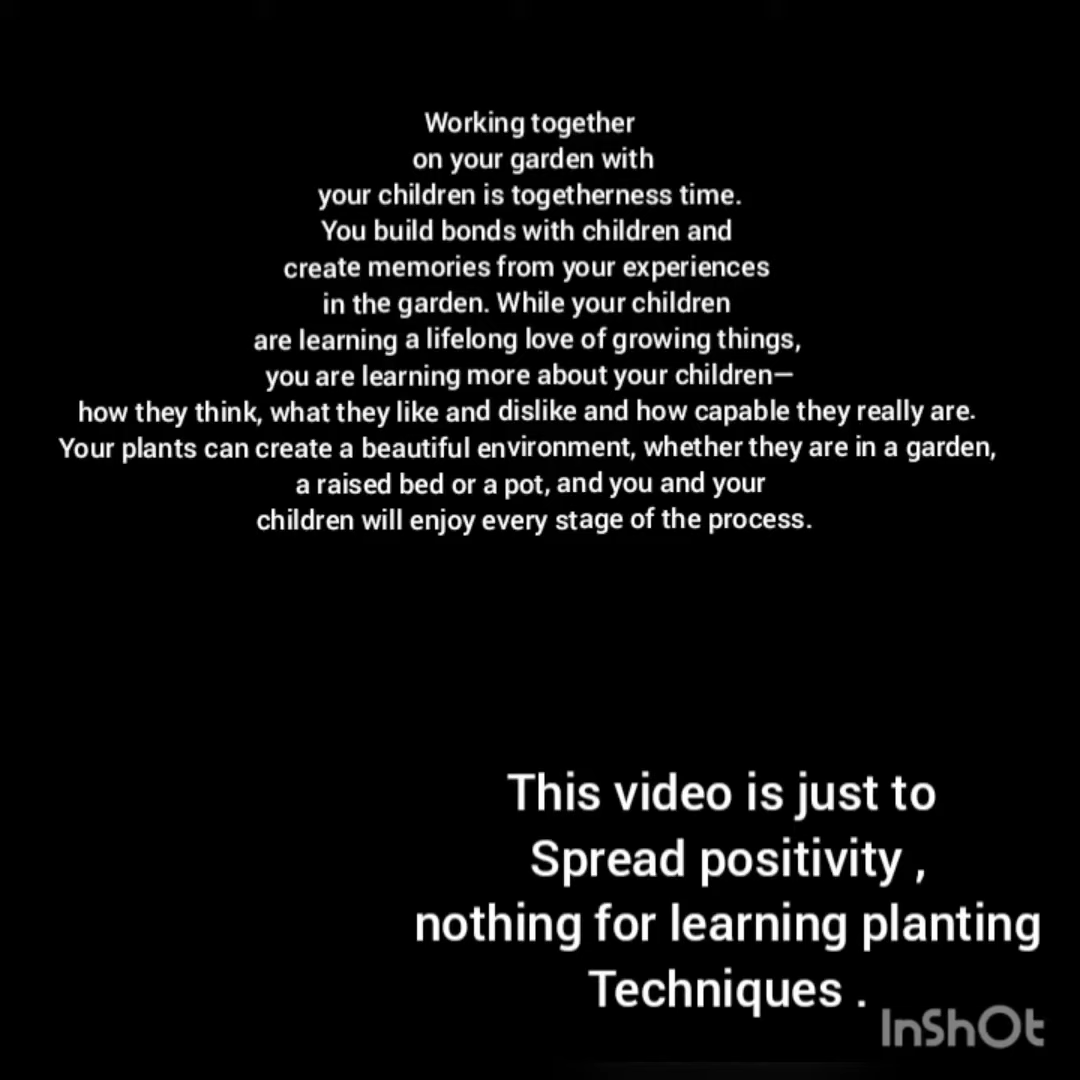 Working together
on your garden with
your children is togetherness time.
You build bonds with children and
create memories from your experiences
in the garden. While your children
are learning a lifelong love of growing things,
you are learning more about your children—
how they think, what they like and dislike and how capable they really are.
Your plants can create a beautiful environment, whether they are in a garden,
a raised bed or a pot, and you and your
children will enjoy every stage of the process.
This video is just to
Spread positivity ,
nothing for learning planting
Techniques .
InShOt